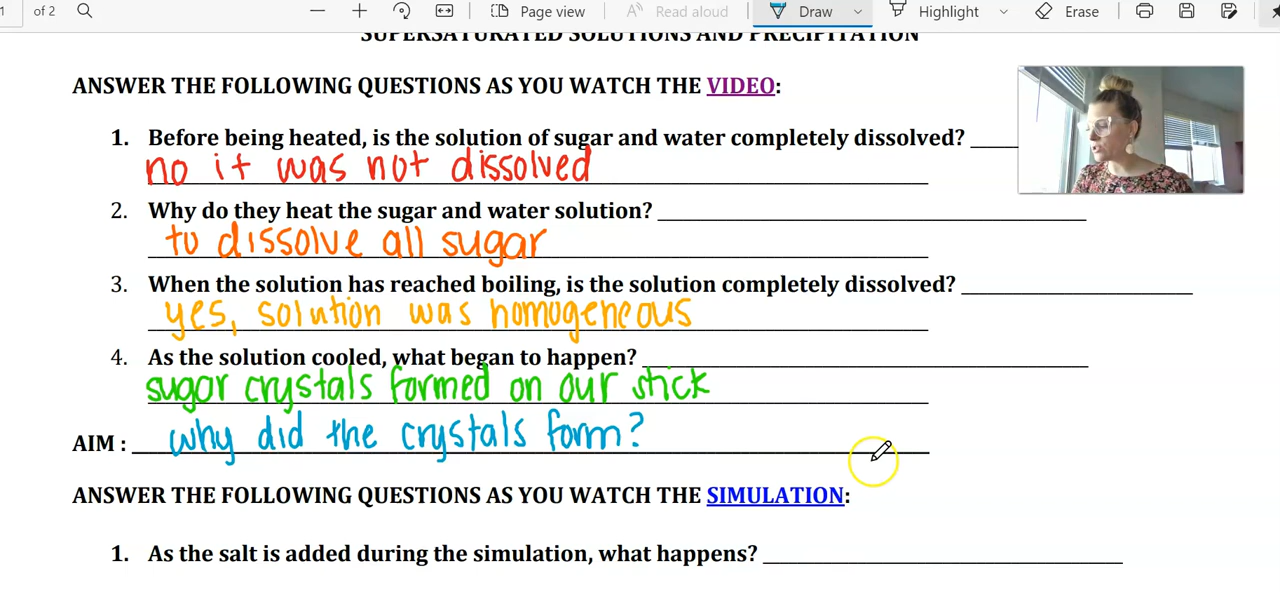 1 of 2 Page view Read aloud Draw Highlight Erase
SUPERSATURATED SOLUTIONS AND PRECIPITATION
ANSWER THE FOLLOWING QUESTIONS AS YOU WATCH THE VIDEO:
1. Before being heated, is the solution of sugar and water completely dissolved?
no it was not dissolved
2. Why do they heat the sugar and water solution?
to dissolve all sugar
3. When the solution has reached boiling, is the solution completely dissolved?
yes, solution was homogeneous
4. As the solution cooled, what began to happen?
sugar crystals formed on our stick
AIM : why did the crystals form?
ANSWER THE FOLLOWING QUESTIONS AS YOU WATCH THE SIMULATION:
1. As the salt is added during the simulation, what happens?